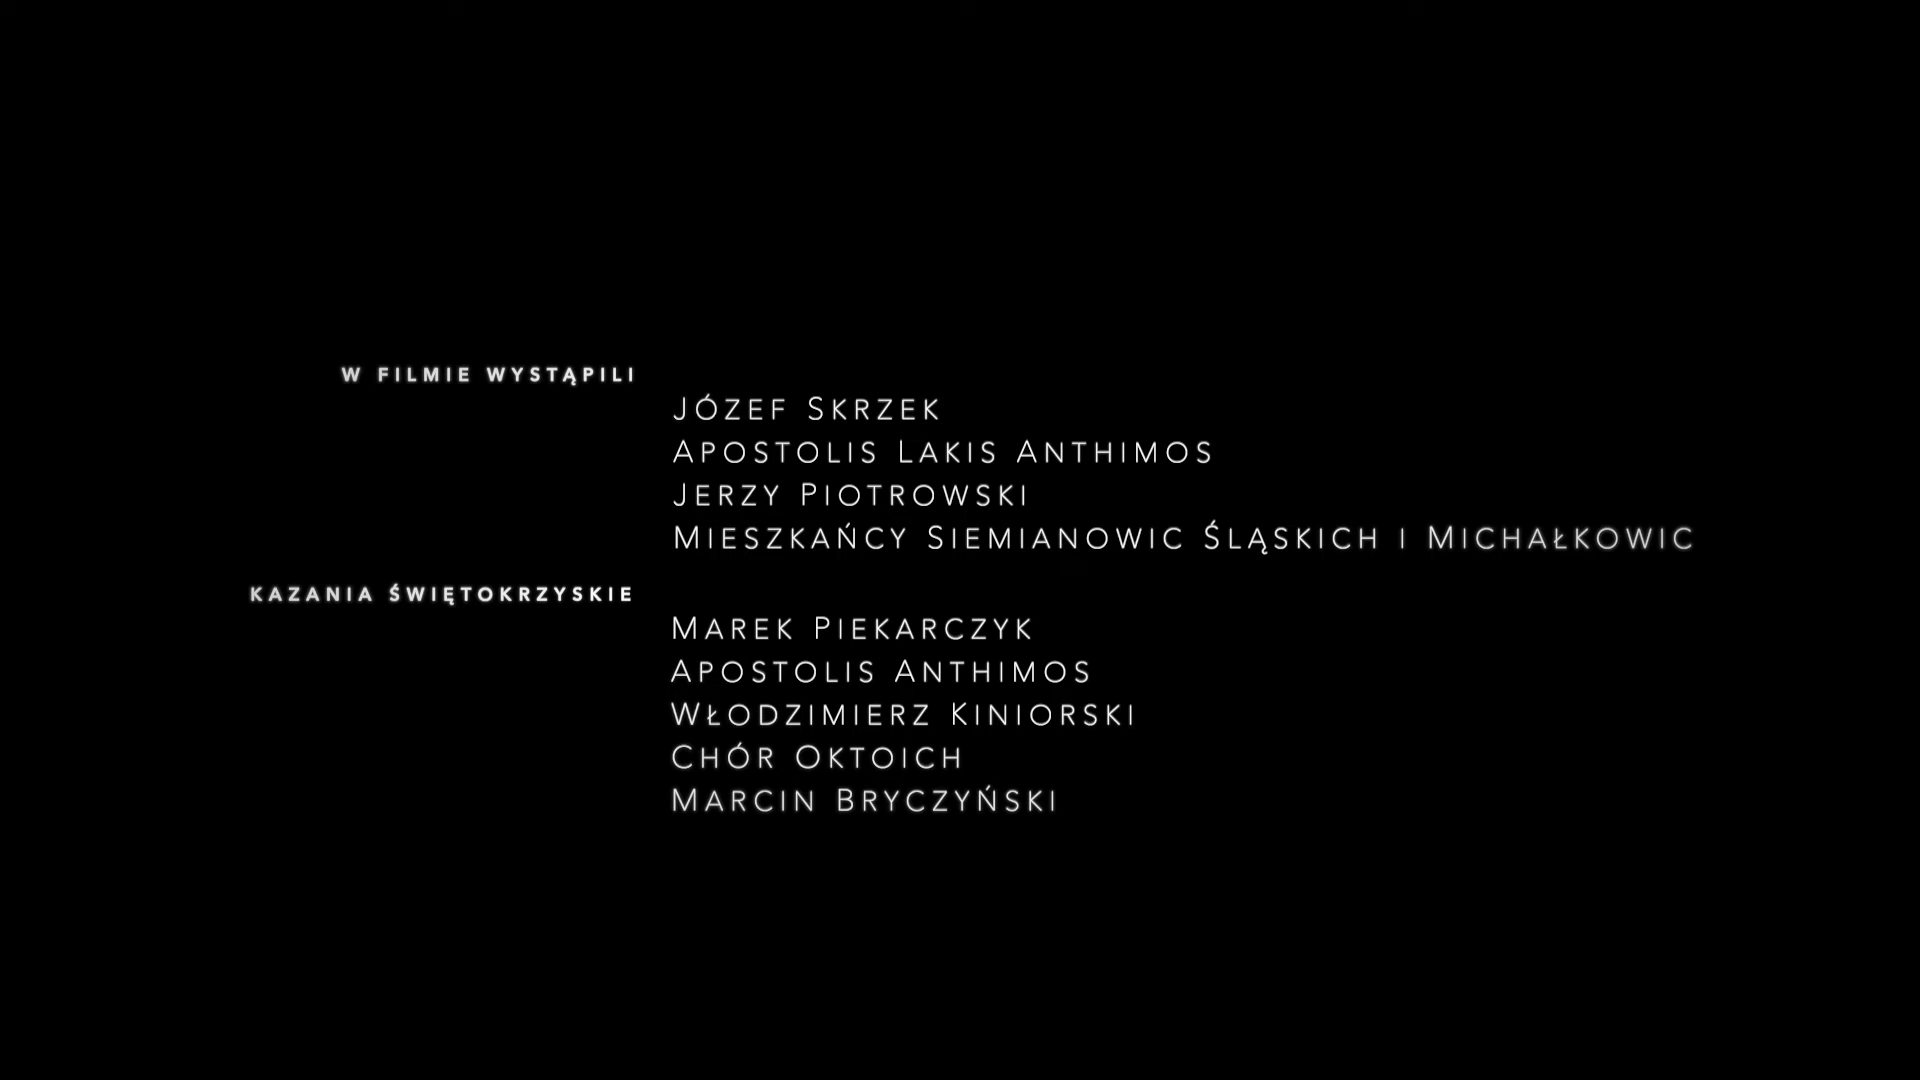 W FILMIE WYSTĄPILI
JÓZEF SKRZEK
APOSTOLIS LAKIS ANTHIMOS
JERZY PIOTROWSKI
MIESZKAŃCY SIEMIANOWIC ŚLĄSKICH I MICHAŁKOWIC
KAZANIA ŚWIĘTOKRZYSKIE
MAREK PIEKARCZYK
APOSTOLIS ANTHIMOS
WŁODZIMIERZ KINIORSKI
CHÓR OKTOICH
MARCIN BRYCZYŃSKI